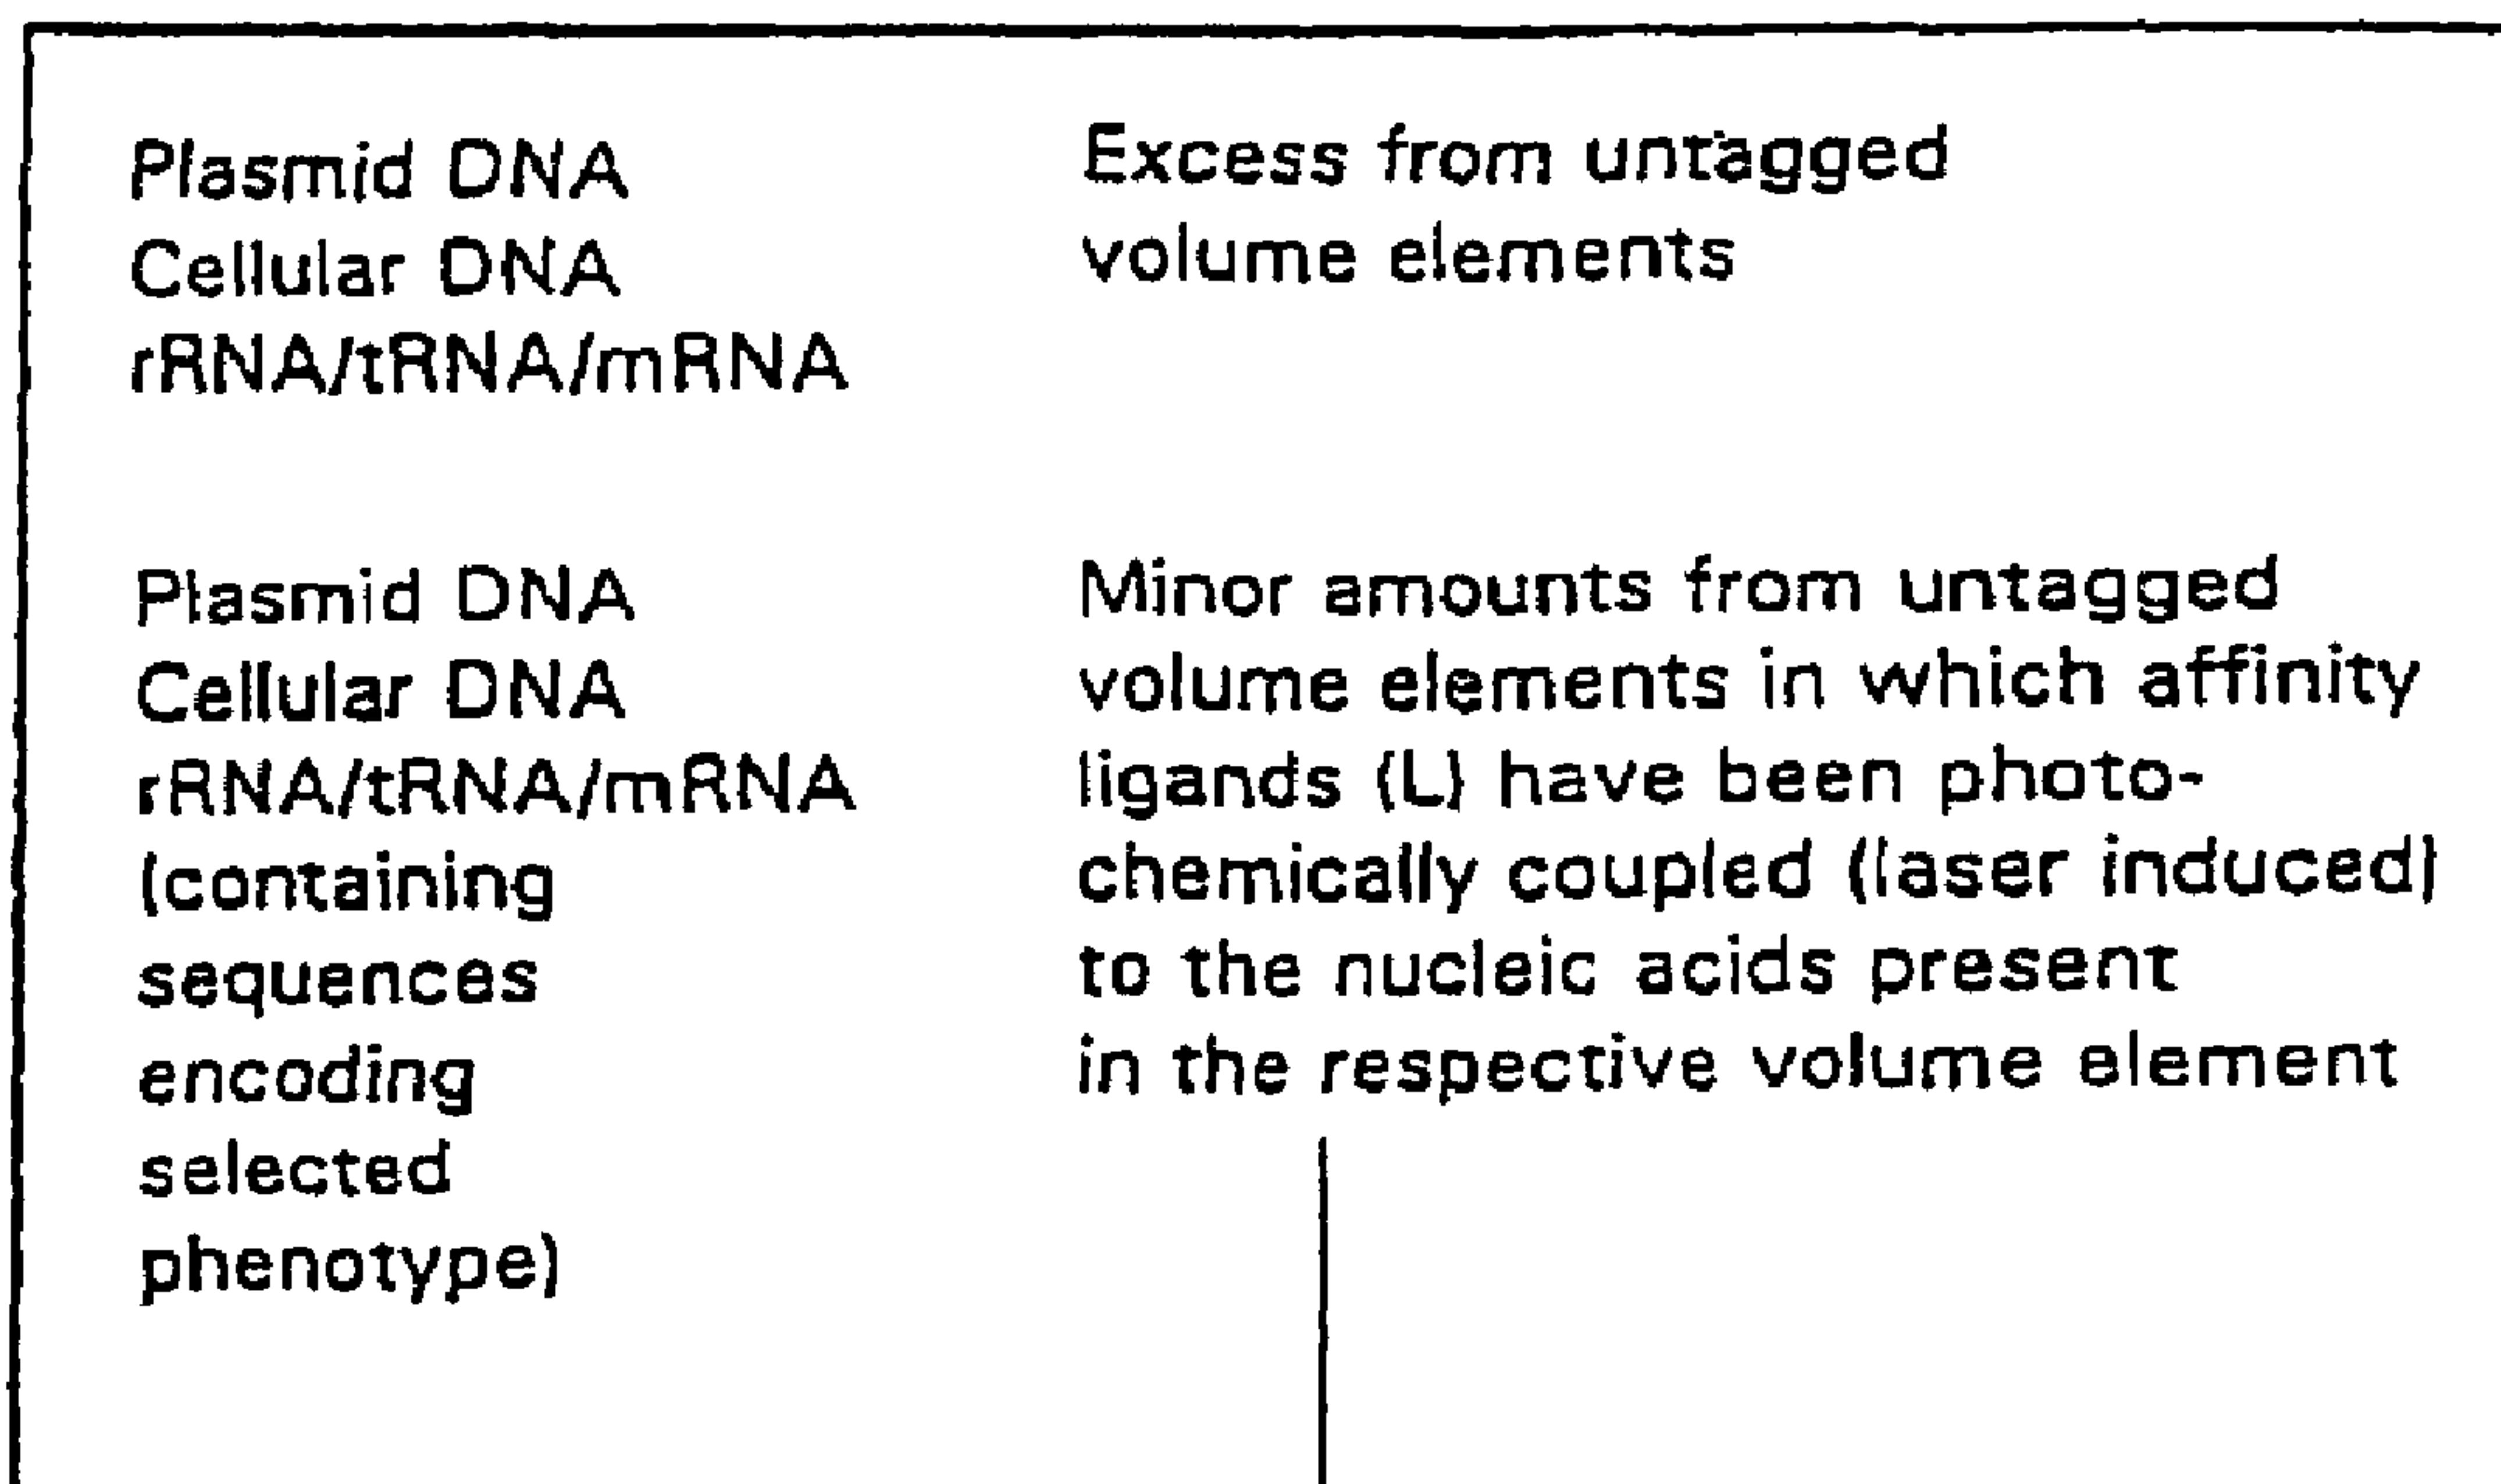 Plasmid DNA
Cellular DNA
rRNA/tRNA/mRNA
Excess from untagged
volume elements
Plasmid DNA
Cellular DNA
rRNA/tRNA/mRNA
(containing
sequences
encoding
selected
phenotype)
Minor amounts from untagged
volume elements in which affinity
ligands (L) have been photo-
chemically coupled (laser induced)
to the nucleic acids present
in the respective volume element